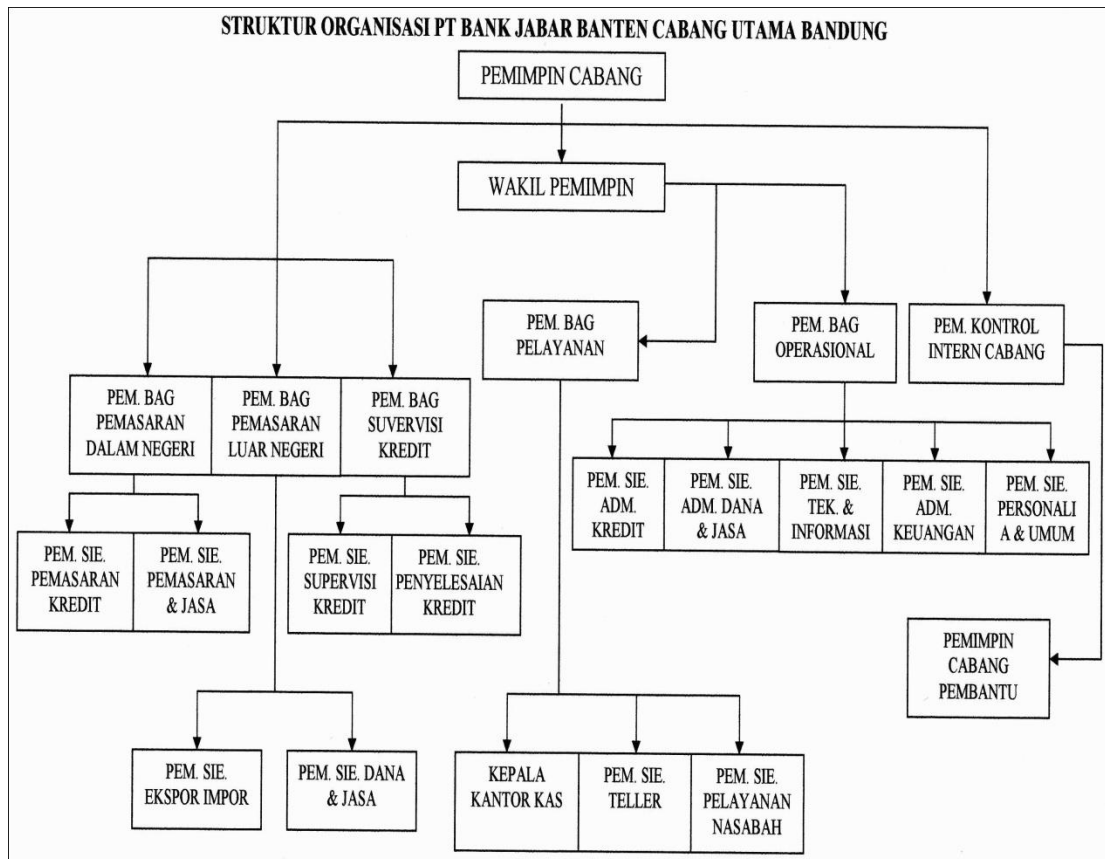 STRUKTUR ORGANISASI PT BANK JABAR BANTEN CABANG UTAMA BANDUNG
PEMIMPIN CABANG
WAKIL PEMIMPIN
PEM. BAG
PELAYANAN
PEM. BAG
OPERASIONAL
PEM. KONTROL
INTERN CABANG
PEM. BAG
PEMASARAN
DALAM NEGERI
PEM. BAG
PEMASARAN
LUAR NEGERI
PEM. BAG
SUVERVISI
KREDIT
PEM. SIE.
ADM.
KREDIT
PEM. SIE.
ADM. DANA
& JASA
PEM. SIE.
TEK. &
INFORMASI
PEM. SIE.
ADM.
KEUANGAN
PEM. SIE.
PERSONALI
A & UMUM
PEM. SIE.
PEMASARAN
KREDIT
PEM. SIE.
PEMASARAN
& JASA
PEM. SIE.
SUPERVISI
KREDIT
PEM. SIE.
PENYELESAIAN
KREDIT
PEMIMPIN
CABANG
PEMBANTU
PEM. SIE.
EKSPOR IMPOR
PEM. SIE. DANA
& JASA
KEPALA
KANTOR KAS
PEM. SIE.
TELLER
PEM. SIE.
PELAYANAN
NASABAH